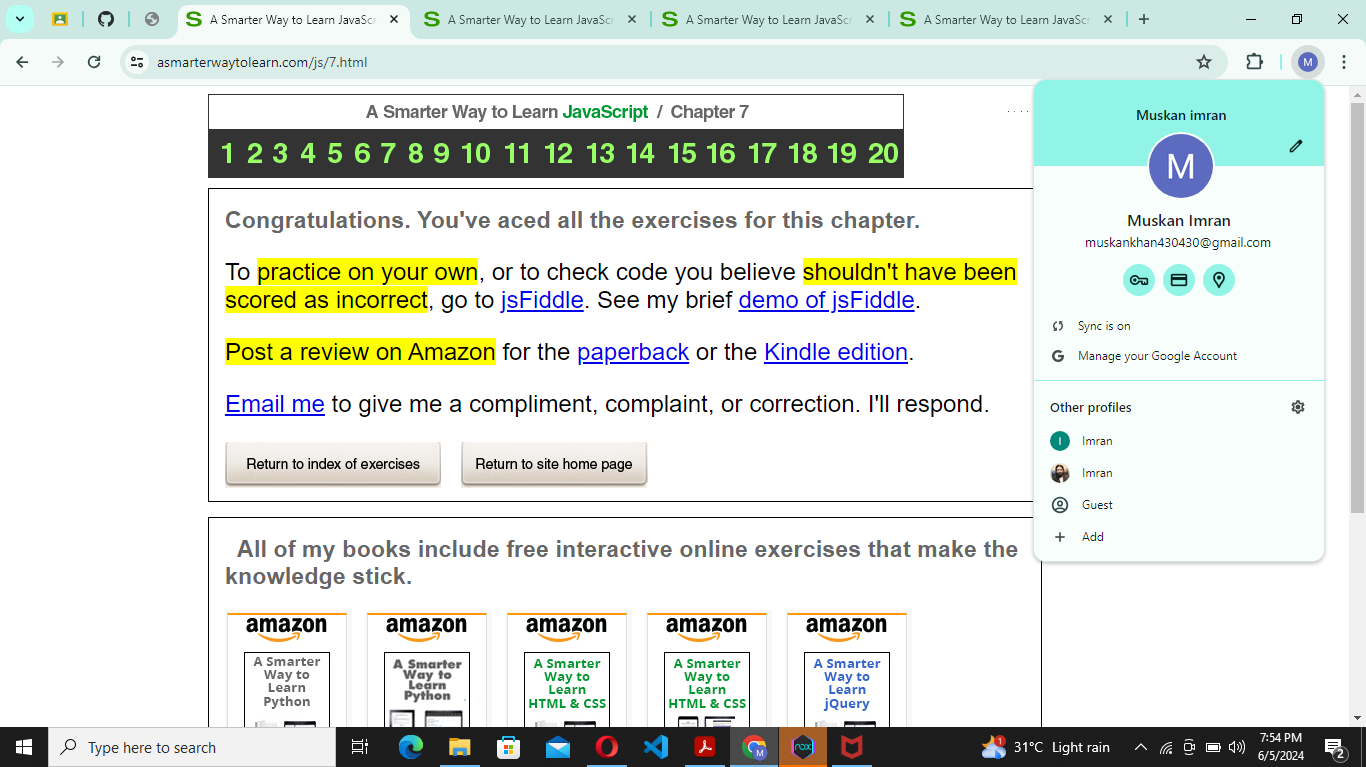 A Smarter Way to Learn JavaScr
A Smarter Way to Learn JavaScr
A Smarter Way to Learn JavaScr
A Smarter Way to Learn JavaScr
asmarterwaytolearn.com/js/7.html
M
A Smarter Way to Learn JavaScript / Chapter 7
1 2 3 4 5 6 7 8 9 10 11 12 13 14 15 16 17 18 19 20
Congratulations. You've aced all the exercises for this chapter.
To practice on your own, or to check code you believe shouldn't have been
scored as incorrect, go to jsFiddle. See my brief demo of jsFiddle.
Post a review on Amazon for the paperback or the Kindle edition.
Email me to give me a compliment, complaint, or correction. I'll respond.
Return to index of exercises
Return to site home page
All of my books include free interactive online exercises that make the
knowledge stick.
amazon
A Smarter
Way to
Learn
Python
amazon
A Smarter
Way to
Learn
Python
amazon
A Smarter
Way to
Learn
HTML & CSS
amazon
A Smarter
Way to
Learn
HTML & CSS
amazon
A Smarter
Way to
Learn
jQuery
Muskan imran
M
Muskan Imran
muskankhan430430@gmail.com
Sync is on
Manage your Google Account
Other profiles
I
Imran
Imran
Guest
Add
Type here to search
M
nox
1
31°C Light rain
7:54 PM
6/5/2024
2